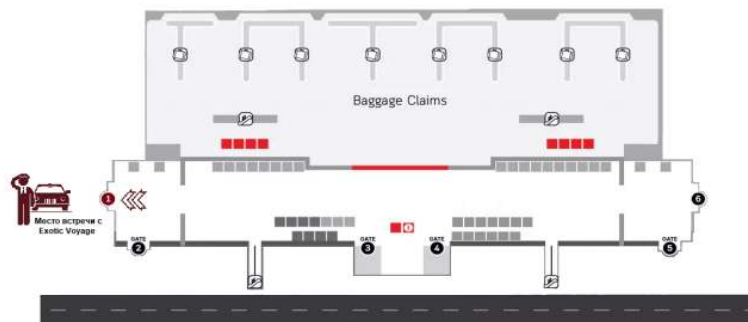 Baggage Claims
1
6
Место встречи с
Exotic Voyage
GATE
2
GATE
3
GATE
4
GATE
5